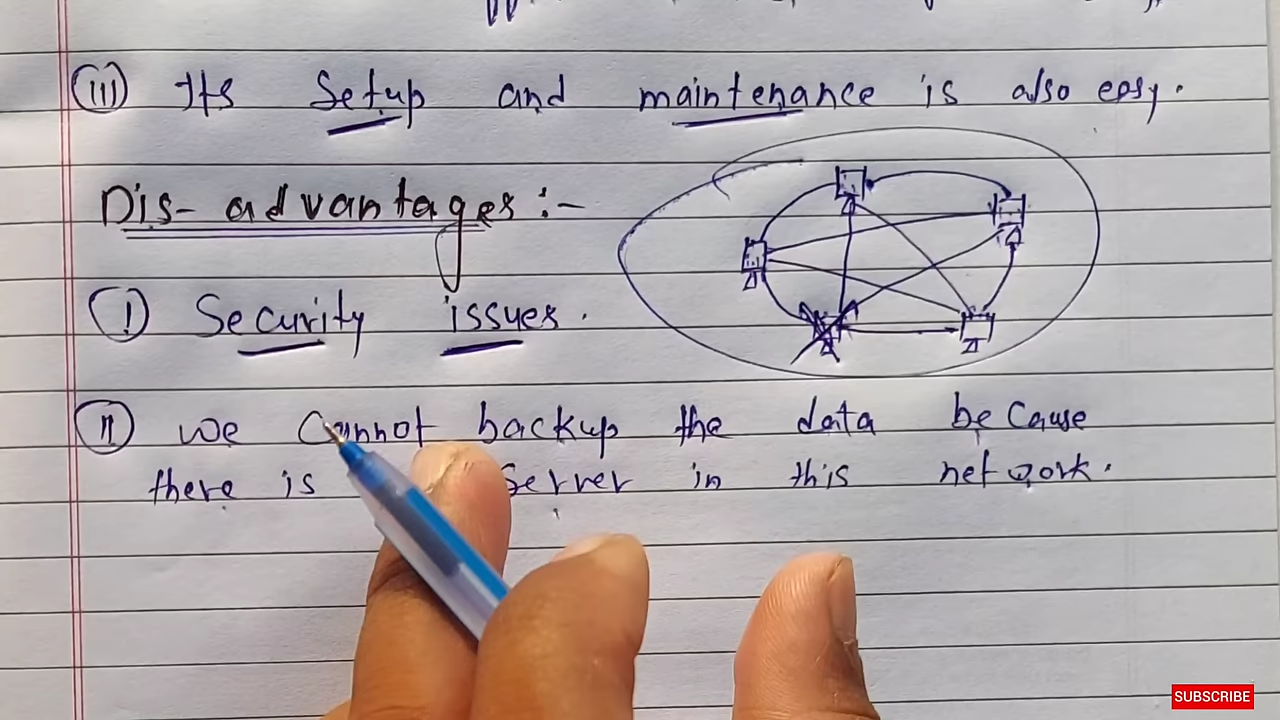 (iii) Its Setup and maintenance is also easy.
Dis-advantages :-
(i) Security issues.
(ii) We Cannot backup the data because
there is Server in this network.
SUBSCRIBE